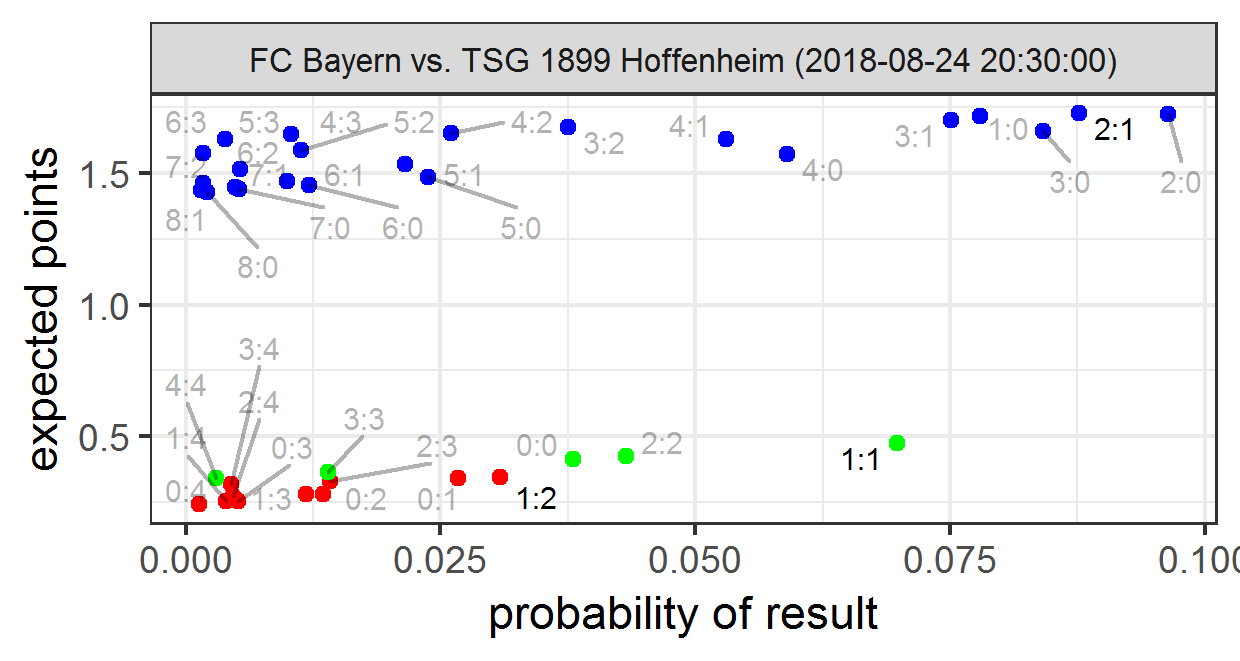 FC Bayern vs. TSG 1899 Hoffenheim (2018-08-24 20:30:00)
6:3 5:3 4:3 5:2 4:2 3:2 4:1 4:0 3:1 1:0 3:0 2:1 2:0
7:2 6:2 7:1 6:1 5:1
8:1 7:0 6:0 5:0
8:0
3:4
4:4 2:4
1:4 0:3 3:3 2:3 0:0 2:2 1:1
0:4 1:3 0:2 0:1 1:2
1.5
1.0
0.5
expected points
0.000 0.025 0.050 0.075 0.100
probability of result